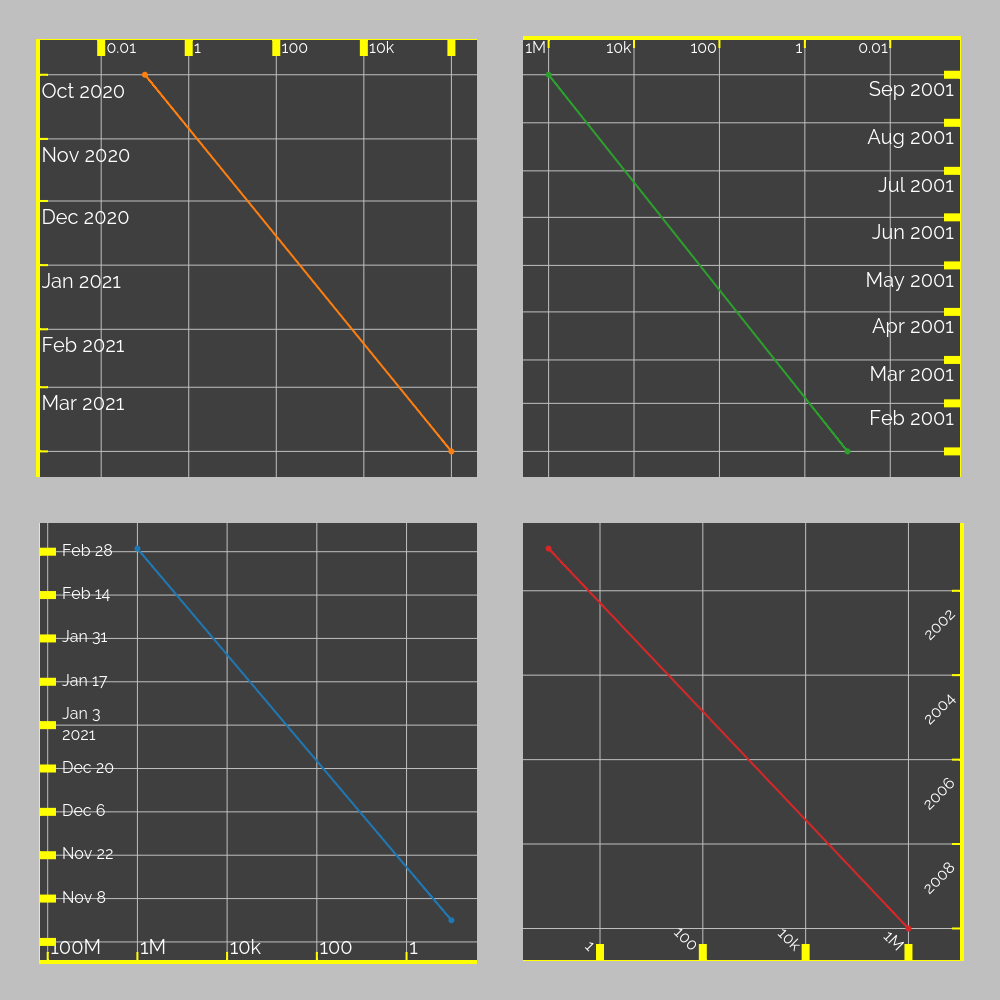 0.01 1 100 10k
Oct 2020
Nov 2020
Dec 2020
Jan 2021
Feb 2021
Mar 2021
1M 10k 100 1 0.01
Sep 2001
Aug 2001
Jul 2001
Jun 2001
May 2001
Apr 2001
Mar 2001
Feb 2001
Feb 28
Feb 14
Jan 31
Jan 17
Jan 3
2021
Dec 20
Dec 6
Nov 22
Nov 8
100M 1M 10k 100 1
2002
2004
2006
2008
1 100 10k 1M